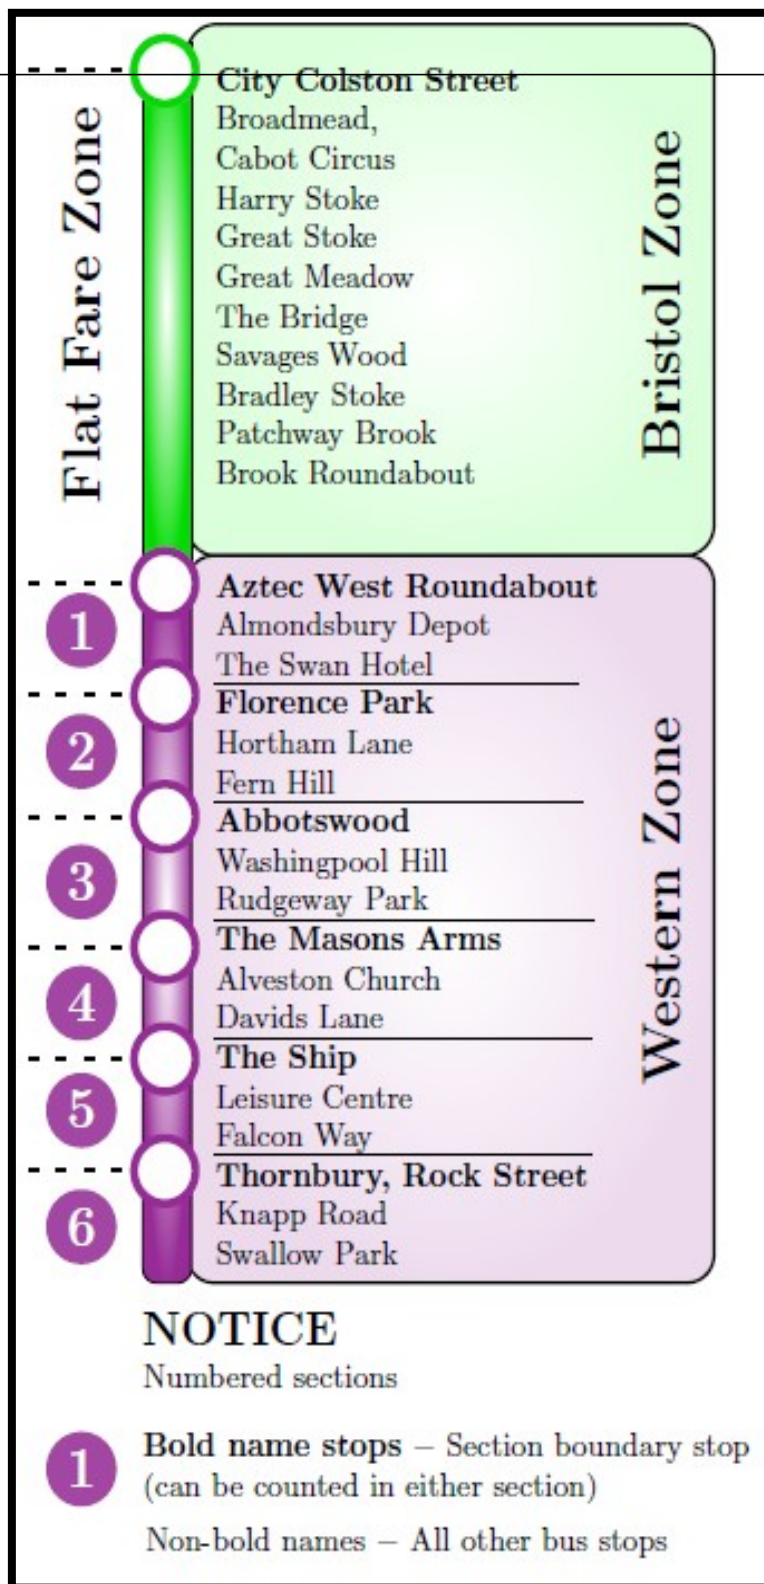 Flat Fare Zone
City Colston Street
Broadmead,
Cabot Circus
Harry Stoke
Great Stoke
Great Meadow
The Bridge
Savages Wood
Bradley Stoke
Patchway Brook
Brook Roundabout
Bristol Zone
1
Aztec West Roundabout
Almondsbury Depot
The Swan Hotel
2
Florence Park
Hortham Lane
Fern Hill
3
Abbotswood
Washingpool Hill
Rudgeway Park
4
The Masons Arms
Alveston Church
Davids Lane
5
The Ship
Leisure Centre
Falcon Way
6
Thornbury, Rock Street
Knapp Road
Swallow Park
Western Zone
NOTICE
Numbered sections
1
Bold name stops – Section boundary stop
(can be counted in either section)
Non-bold names – All other bus stops